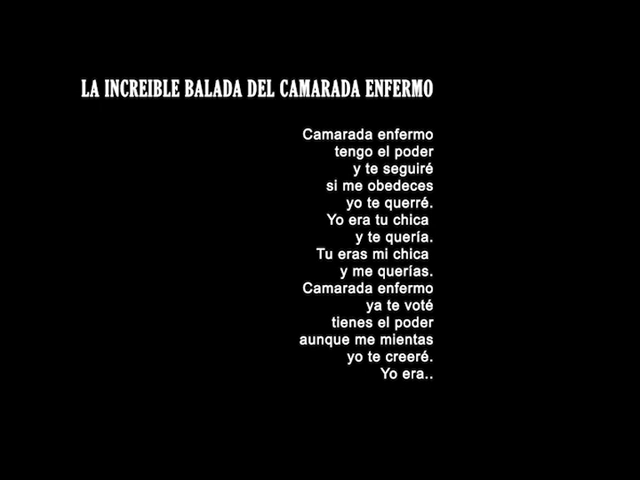 LA INCREIBLE BALADA DEL CAMARADA ENFERMO
Camarada enfermo
tengo el poder
y te seguiré
si me obedeces
yo te querré.
Yo era tu chica
y te quería.
Tu eras mi chica
y me querías.
Camarada enfermo
ya te voté
tienes el poder
aunque me mientas
yo te creeré.
Yo era..